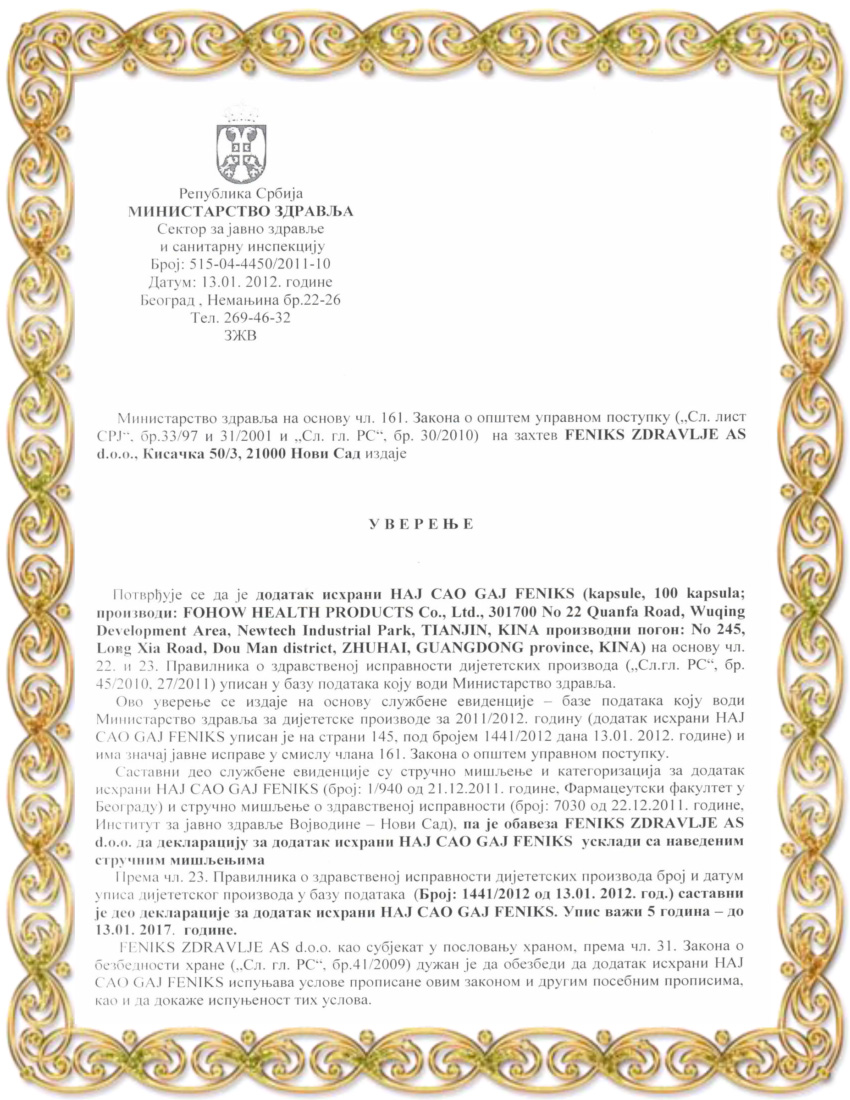 Република Србија
МИНИСТАРСТВО ЗДРАВЉА
Сектор за јавно здравље
и санитарну инспекцију
Број: 515-04-4450/2011-10
Датум: 13.01. 2012. године
Београд , Немањина бр.22-26
Тел. 269-46-32
ЗЖВ
Министарство здравља на основу чл. 161. Закона о општем управном поступку („Сл. лист
СРЈ“. бр.33/97 и 31/2001 и „Сл. гл. РС“, бр. 30/2010) на захтев FENIKS ZDRAVLJE AS
d.o.o., Кисачка 50/3, 21000 Нови Сад издаје
У В Е Р Е Њ Е
Потврђује се да је додатак исхрани НАЈ САО GAJ FENIKS (kapsule, 100 kapsula;
производи: FOHOW HEALTH PRODUCTS Co., Ltd., 301700 No 22 Quanfa Road, Wuqing
Development Area, Newtech Industrial Park, TIANJIN, KINA производни погон: No 245,
Long Xia Road, Dou Man district, ZHUHAI, GUANGDONG province, KINA) на основу чл.
22. и 23. Правилника о здравственој исправности дијететских производа („Сл.гл. РС“, бр.
45/2010. 27/2011) уписан у базу података коју води Министарство здравља.
Ово уверење се издаје на основу службене евиденције – базе података коју води
Министарство здравља за дијететске производе за 2011/2012. годину (додатак исхрани НАЈ
САО GAJ FENIKS уписан је на страни 145, под бројем 1441/2012 дана 13.01. 2012. године) и
има значај јавне исправе у смислу члана 161. Закона о општем управном поступку.
Саставни део службене евиденције су стручно мишљење и категоризација за додатак
исхрани НАЈ САО GAJ FENIKS (број: 1/940 од 21.12.2011. године, Фармацеутски факултет у
Београду) и стручно мишљење о здравственој исправности (број: 7030 од 22.12.2011. године,
Институт за јавно здравље Војводине – Нови Сад), па је обавеза FENIKS ZDRAVLJE AS
d.o.o. да декларацију за додатак исхрани НАЈ САО GAJ FENIKS усклади са наведеним
стручним мишљењима
Према чл. 23. Правилника о здравственој исправности дијететских производа број и датум
уписа дијететског производа у базу података (Број: 1441/2012 од 13.01. 2012. год.) саставни
је део декларације за додатак исхрани НАЈ САО GAJ FENIKS. Упис важи 5 година – до
13.01. 2017. године.
FENIKS ZDRAVLJE AS d.o.o. као субјекат у пословању храном, према чл. 31. Закона о
безбедности хране („Сл. гл. РС“, бр.41/2009) дужан је да обезбеди да додатак исхрани НАЈ
САО GAJ FENIKS испуњава услове прописане овим законом и другим посебним прописима,
као и да докаже испуњеност тих услова.